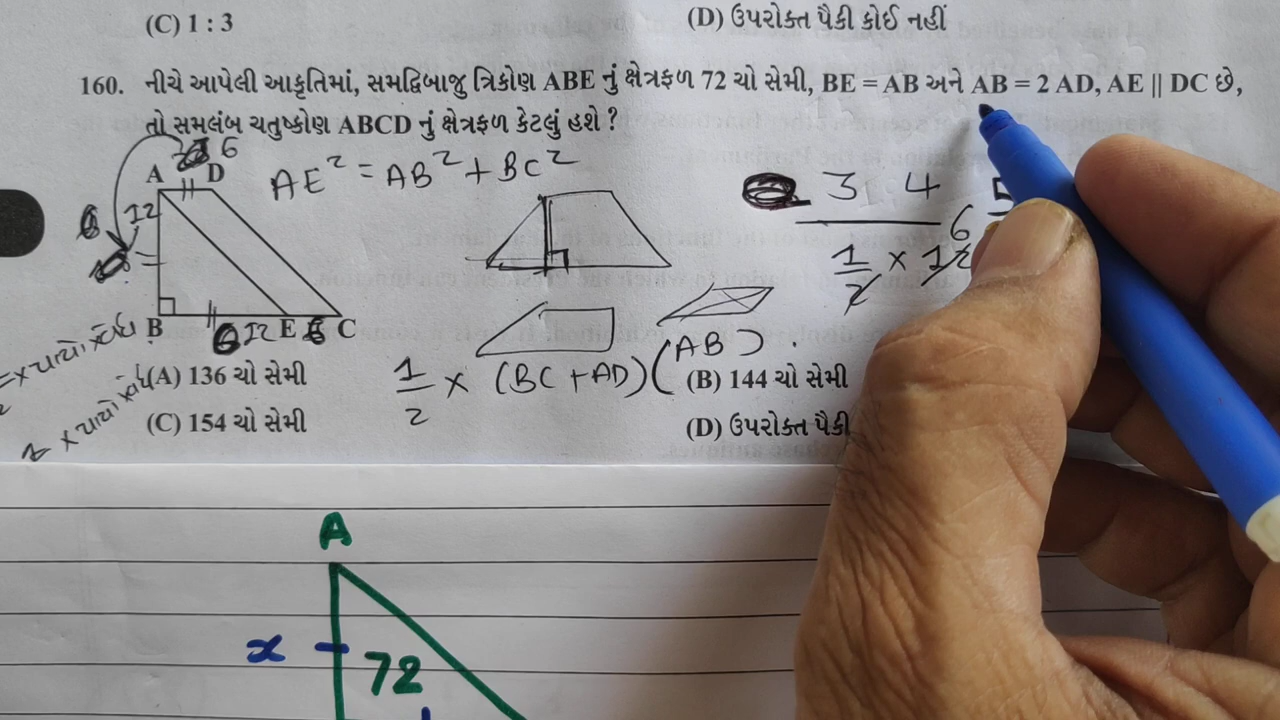 (C) 1 : 3
(D) ઉપરોક્ત પૈકી કોઈ નહીં
160. નીચે આપેલી આકૃતિમાં, સમદ્વિબાજુ ત્રિકોણ ABE નું ક્ષેત્રફળ 72 ચો સેમી, BE = AB અને AB = 2 AD, AE || DC છે,
તો સમલંબ ચતુષ્કોણ ABCD નું ક્ષેત્રફળ કેટલું હશે ?
6
A D
AE² = AB² + BC²
3 4 5
12
1/2 × 12 6
B 12 E 6 C
(A) 136 ચો સેમી
1/2 × (BC + AD) (AB)
(B) 144 ચો સેમી
(C) 154 ચો સેમી
(D) ઉપરોક્ત પૈકી
A
x
72